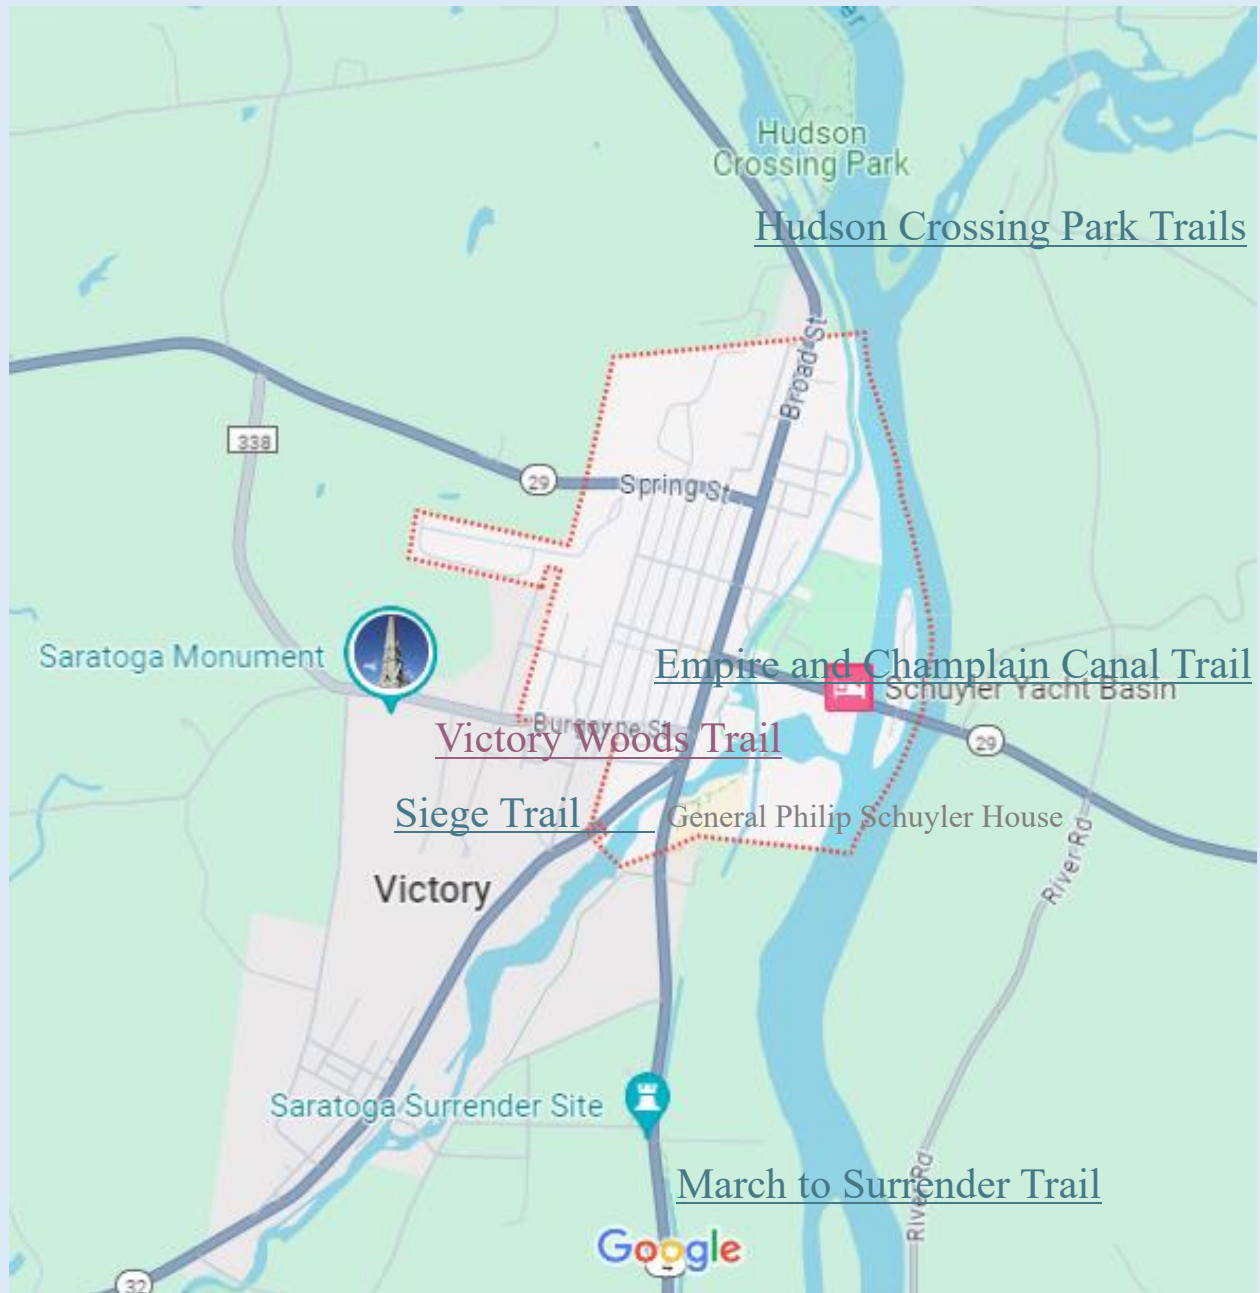 Hudson
Crossing Park
Hudson Crossing Park Trails
Broad St
338
29
Spring St
Saratoga Monument
Empire and Champlain Canal Trail
Schuyler Yacht Basin
Burgoyne St
Victory Woods Trail
29
Siege Trail
General Philip Schuyler House
River Rd
Victory
Saratoga Surrender Site
March to Surrender Trail
River Rd
Google
32